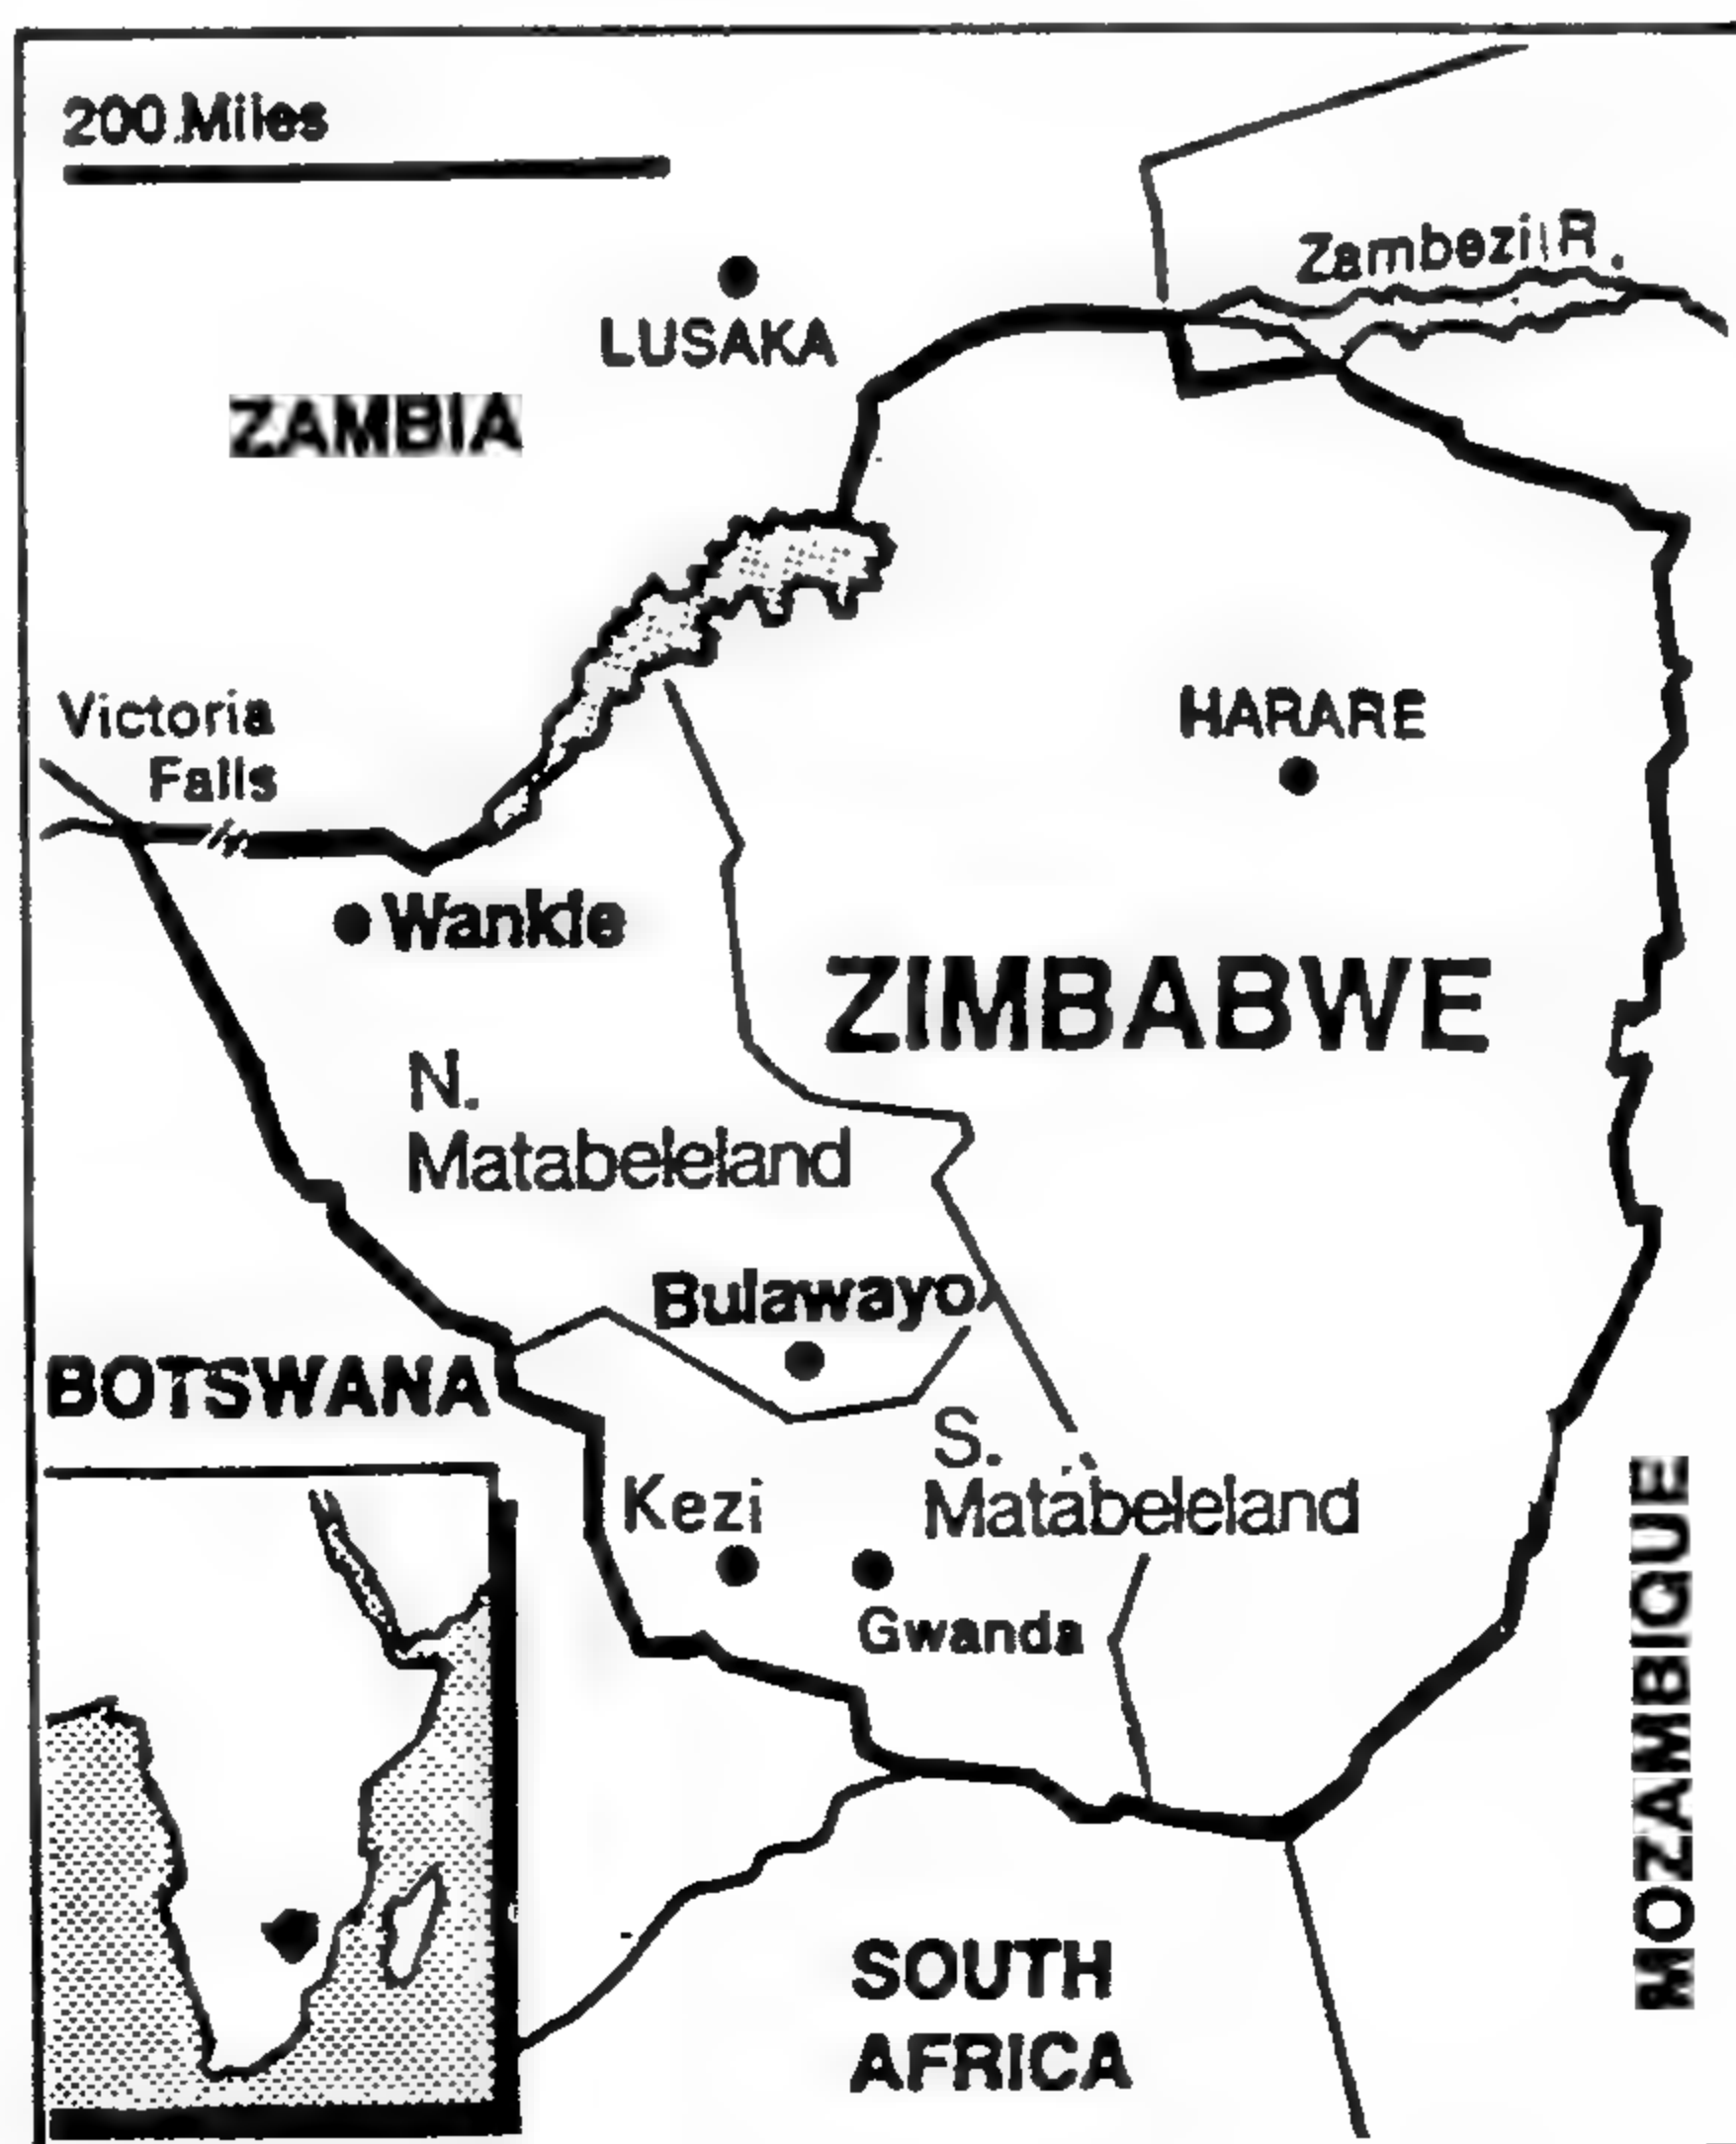 200 Miles
Zambezi R.
LUSAKA
ZAMBIA
Victoria
Falls
HARARE
Wankie
ZIMBABWE
N.
Matabeleland
Bulawayo
BOTSWANA
S.
Matabeleland
Kezi
Gwanda
MOZAMBIQUE
SOUTH
AFRICA